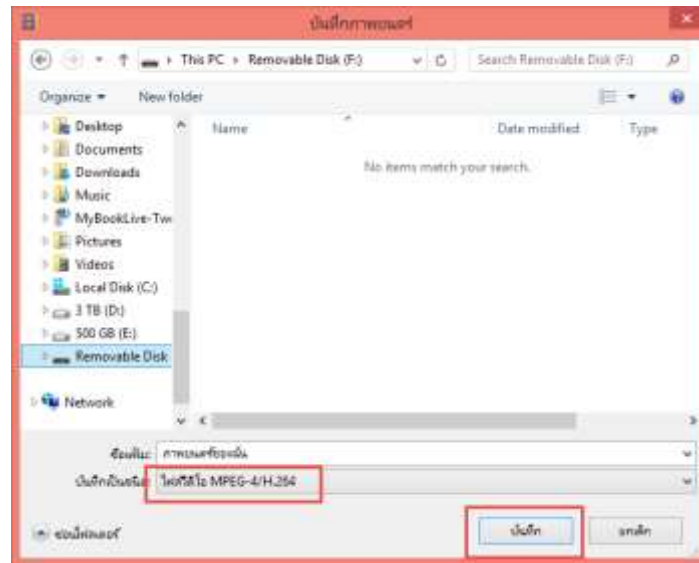 บันทึกภาพยนตร์
This PC
Removable Disk (F:)
Search Removable Disk (F:)
Organize
New folder
Name
Date modified
Type
No items match your search.
Desktop
Documents
Downloads
Music
MyBookLive-Twi
Pictures
Videos
Local Disk (C:)
3 TB (D:)
500 GB (E:)
Removable Disk
Network
ชื่อแฟ้ม: ภาพยนตร์ของฉัน
บันทึกเป็นชนิด: ไฟล์วิดีโอ MPEG-4/H.264
ซ่อนโฟลเดอร์
บันทึก
ยกเลิก